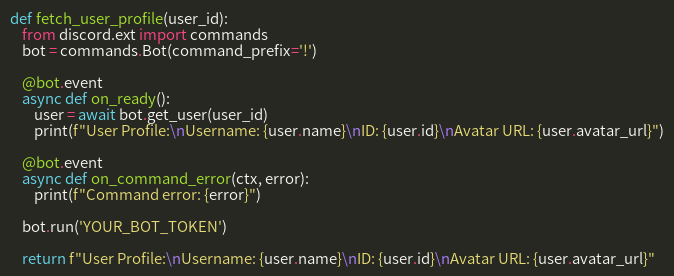 def fetch_user_profile(user_id):
    from discord.ext import commands
    bot = commands.Bot(command_prefix='!')

    @bot.event
    async def on_ready():
        user = await bot.get_user(user_id)
        print(f"User Profile:\nUsername: {user.name}\nID: {user.id}\nAvatar URL: {user.avatar_url}")

    @bot.event
    async def on_command_error(ctx, error):
        print(f"Command error: {error}")

    bot.run('YOUR_BOT_TOKEN')

    return f"User Profile:\nUsername: {user.name}\nID: {user.id}\nAvatar URL: {user.avatar_url}"